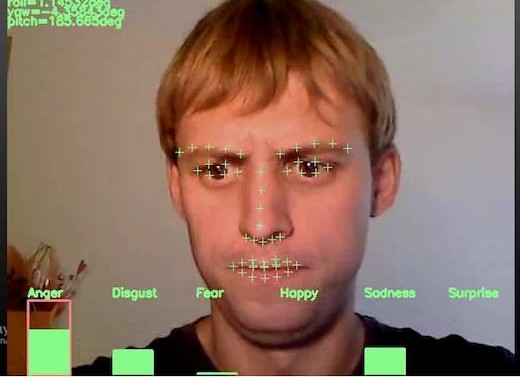 pitch=185.665deg
Anger Disgust Fear Happy Sadness Surprise